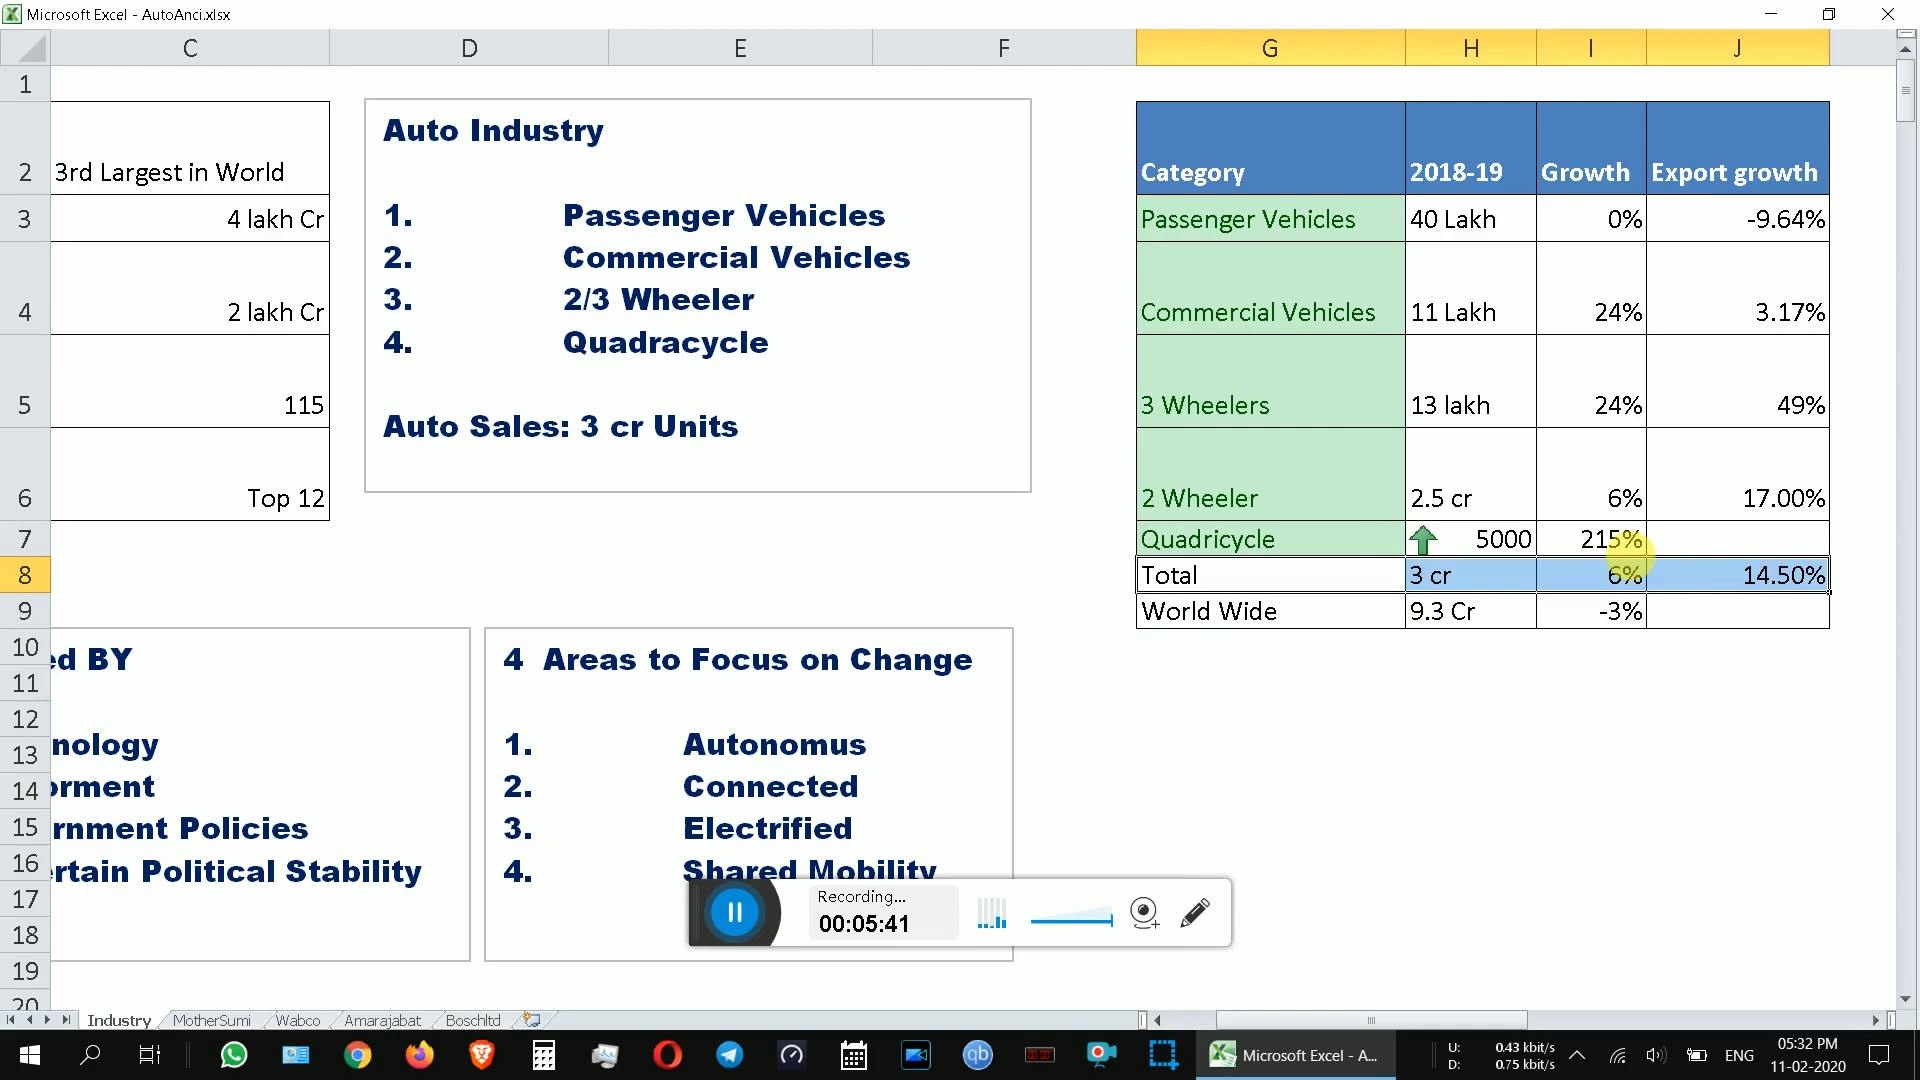 Microsoft Excel - AutoAnci.xlsx
C D E F G H I J
1
2
3
4
5
6
7
8
9
10
11
12
13
14
15
16
17
18
19
20
3rd Largest in World
4 lakh Cr
2 lakh Cr
115
Top 12
Auto Industry
1. Passenger Vehicles
2. Commercial Vehicles
3. 2/3 Wheeler
4. Quadracycle
Auto Sales: 3 cr Units
Category 2018-19 Growth Export growth
Passenger Vehicles 40 Lakh 0% -9.64%
Commercial Vehicles 11 Lakh 24% 3.17%
3 Wheelers 13 lakh 24% 49%
2 Wheeler 2.5 cr 6% 17.00%
Quadricycle 5000 215%
Total 3 cr 6% 14.50%
World Wide 9.3 Cr -3%
ed BY
nology
orment
rnment Policies
ertain Political Stability
4 Areas to Focus on Change
1. Autonomus
2. Connected
3. Electrified
4. Shared Mobility
Recording...
00:05:41
Industry MotherSumi Wabco Amarajabat Boschltd
qb
Microsoft Excel - A...
U: 0.43 kbit/s
D: 0.75 kbit/s
ENG
05:32 PM
11-02-2020